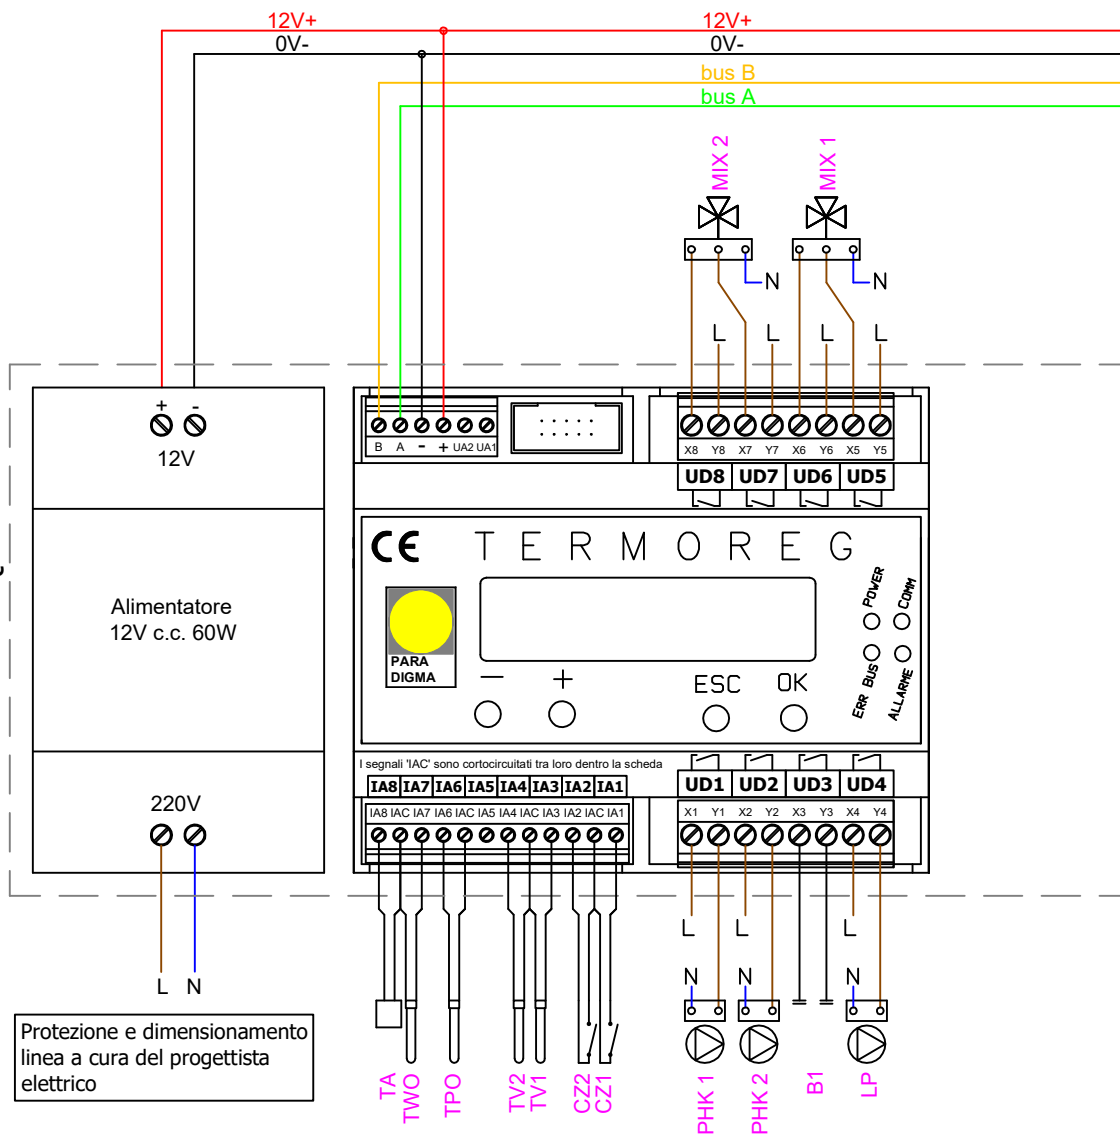 12V+
12V+
0V-
0V-
bus B
bus A
MIX 2
MIX 1
N
N
L
L
L
L
+
-
12V
B A - + UA2 UA1
X8 Y8 X7 Y7 X6 Y6 X5 Y5
UD8 UD7 UD6 UD5
CE
TERMOREG
POWER
COMM
Alimentatore
12V c.c. 60W
PARA
DIGMA
ERR BUS
ALLARME
—
+
ESC
OK
I segnali 'IAC' sono cortocircuitati tra loro dentro la scheda
IA8 IA7 IA6 IA5 IA4 IA3 IA2 IA1
UD1 UD2 UD3 UD4
220V
IA8 IAC IA7 IA6 IAC IA5 IA4 IAC IA3 IA2 IAC IA1
X1 Y1 X2 Y2 X3 Y3 X4 Y4
L
L
L
N
N
N
L N
Protezione e dimensionamento
linea a cura del progettista
elettrico
TA
TWO
TPO
TV2
TV1
CZ2
CZ1
PHK 1
PHK 2
B1
LP